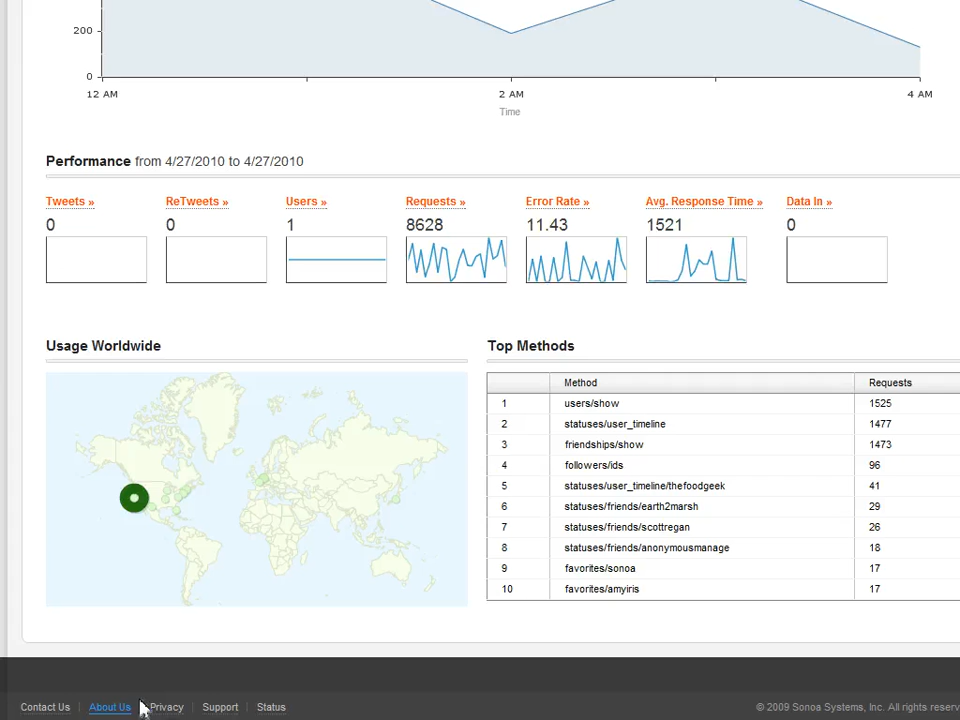 200
0
12 AM 2 AM 4 AM
Time
Performance from 4/27/2010 to 4/27/2010
Tweets » ReTweets » Users » Requests » Error Rate » Avg. Response Time » Data In »
0 0 1 8628 11.43 1521 0
Usage Worldwide Top Methods
Method Requests
1 users/show 1525
2 statuses/user_timeline 1477
3 friendships/show 1473
4 followers/ids 96
5 statuses/user_timeline/thefoodgeek 41
6 statuses/friends/earth2marsh 29
7 statuses/friends/scottregan 26
8 statuses/friends/anonymousmanage 18
9 favorites/sonoa 17
10 favorites/amyiris 17
Contact Us | About Us | Privacy | Support | Status © 2009 Sonoa Systems, Inc. All rights reserv